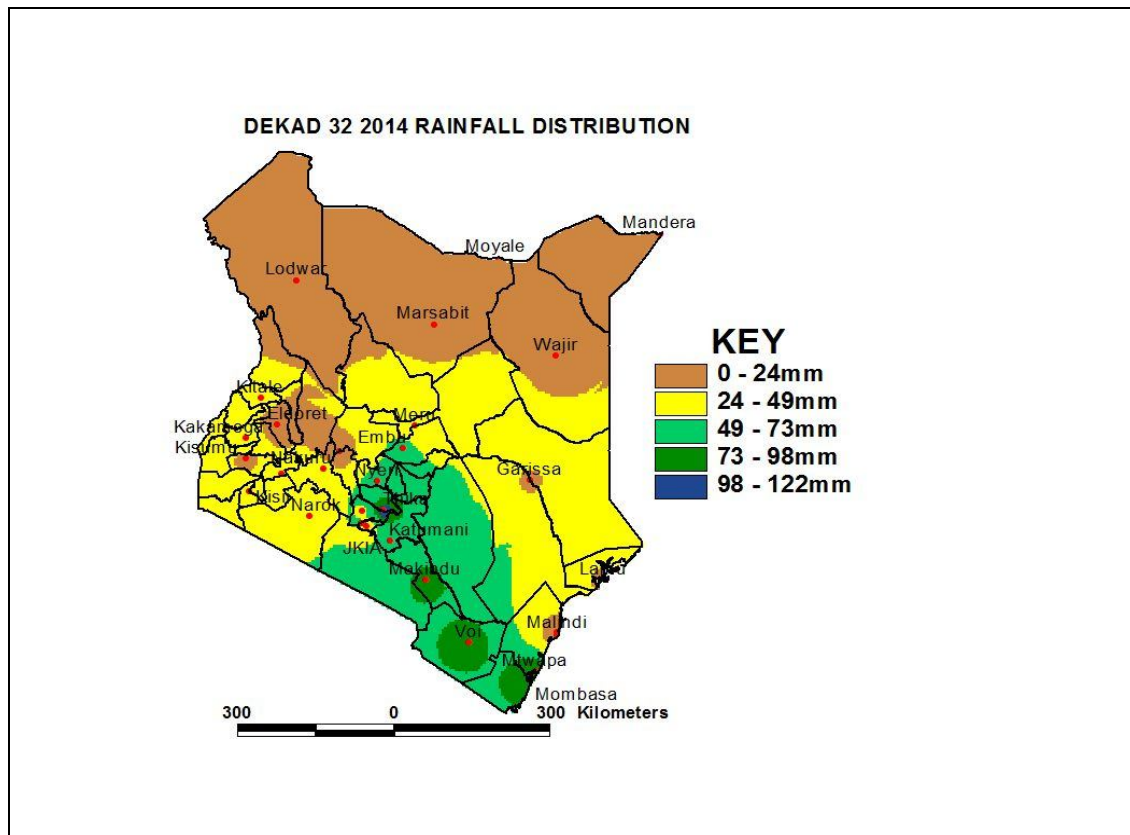 DEKAD 32 2014 RAINFALL DISTRIBUTION
Mandera
Moyale
Lodwar
Marsabit
Wajir
KEY
0 - 24mm
24 - 49mm
49 - 73mm
73 - 98mm
98 - 122mm
Kitale
Eldoret
Meru
Kakamega
Embu
Kisumu
Nakuru
Garissa
Nyeri
Kisii
Narok
Thika
Katumani
JKIA
Makindu
Lamu
Malindi
Voi
Mtwapa
Mombasa
300 0 300 Kilometers